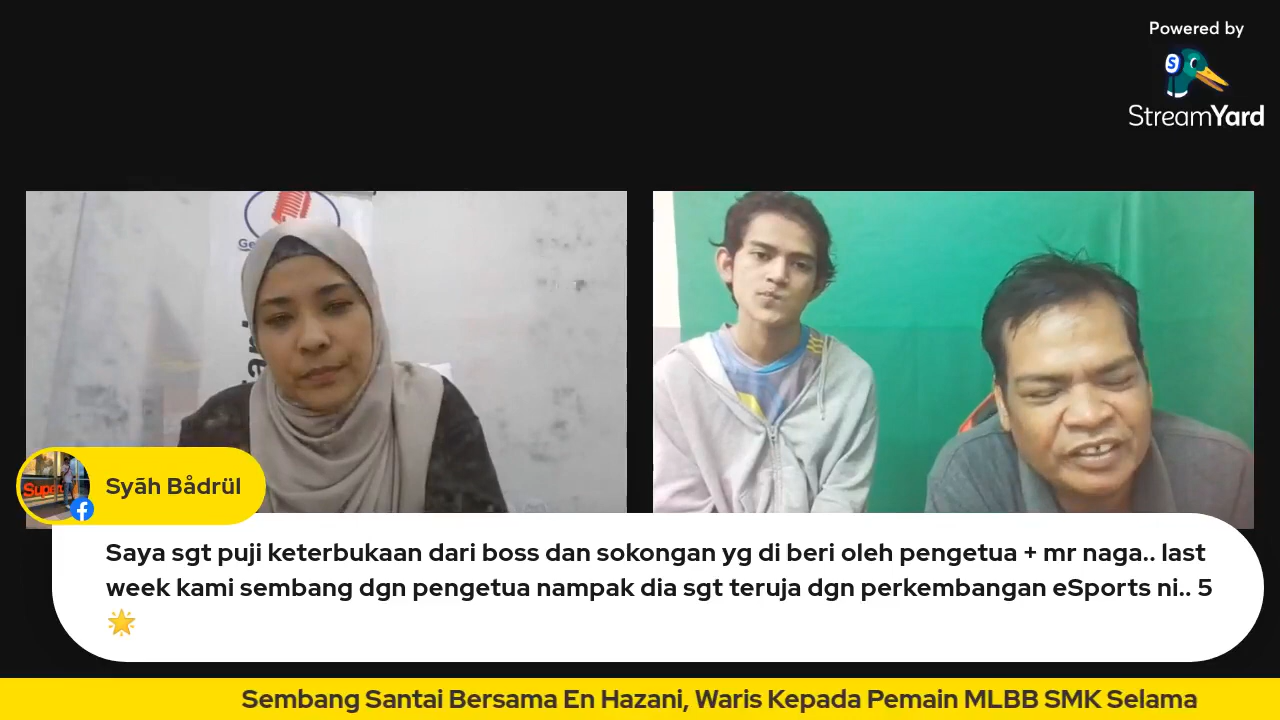 Powered by
S
StreamYard
Ge
Super
Syāh Bådrül
Saya sgt puji keterbukaan dari boss dan sokongan yg di beri oleh pengetua + mr naga.. last
week kami sembang dgn pengetua nampak dia sgt teruja dgn perkembangan eSports ni.. 5
🌟
Sembang Santai Bersama En Hazani, Waris Kepada Pemain MLBB SMK Selama